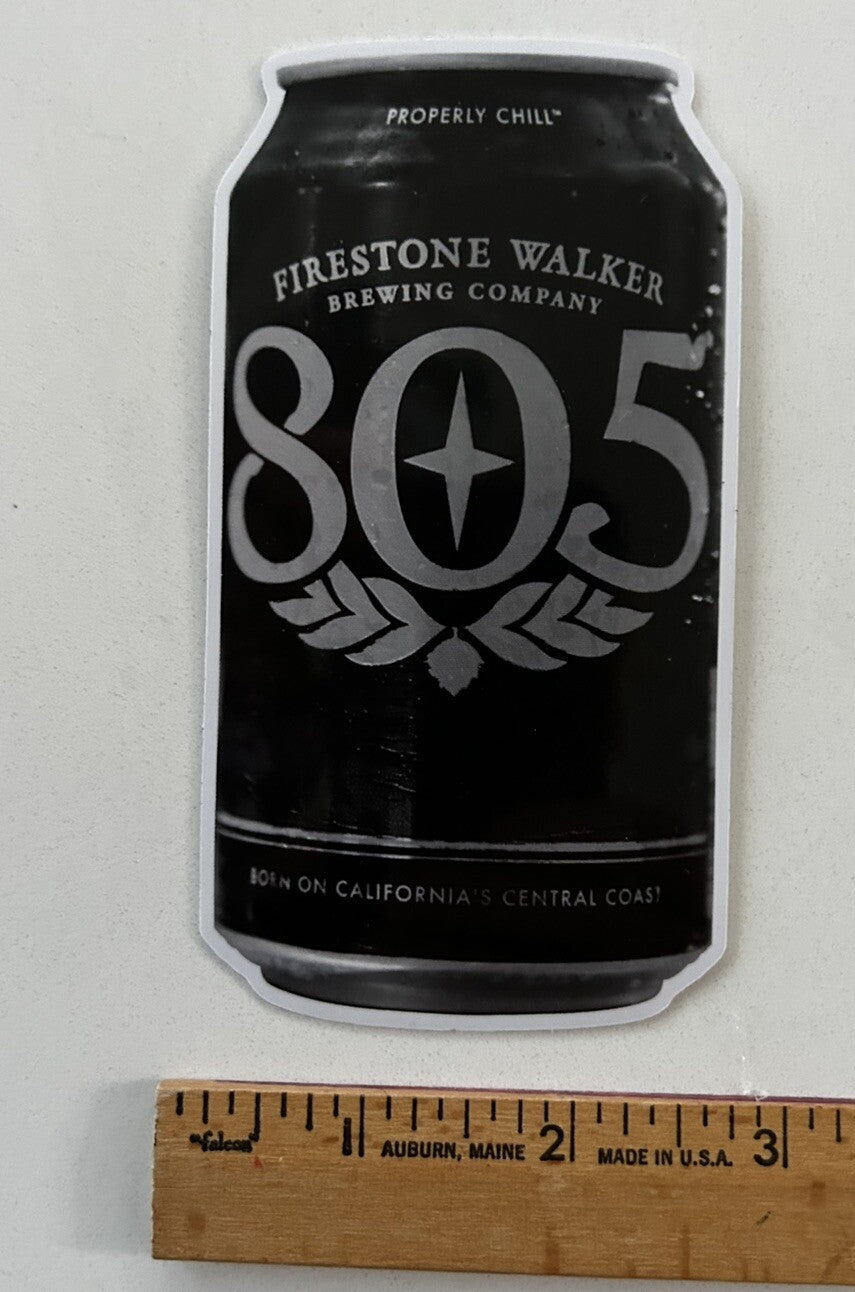 PROPERLY CHILL™
FIRESTONE WALKER
BREWING COMPANY
805
BORN ON CALIFORNIA'S CENTRAL COAST
1 2 3
"falcon" AUBURN, MAINE MADE IN U.S.A.